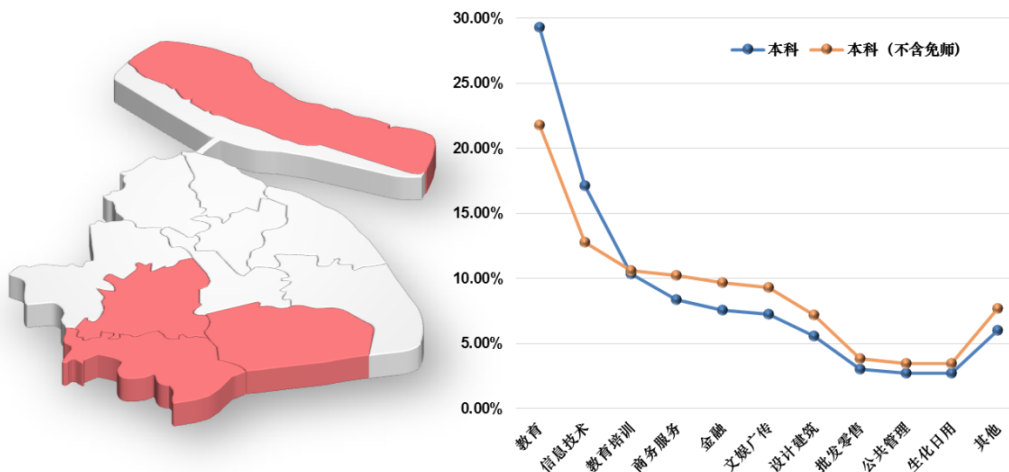 30.00%
25.00%
20.00%
15.00%
10.00%
5.00%
0.00%
本科
本科（不含免师)
教育
信息技术
教育培训
商务服务
金融
文娱广传
设计建筑
批发零售
公共管理
生化日用
其他